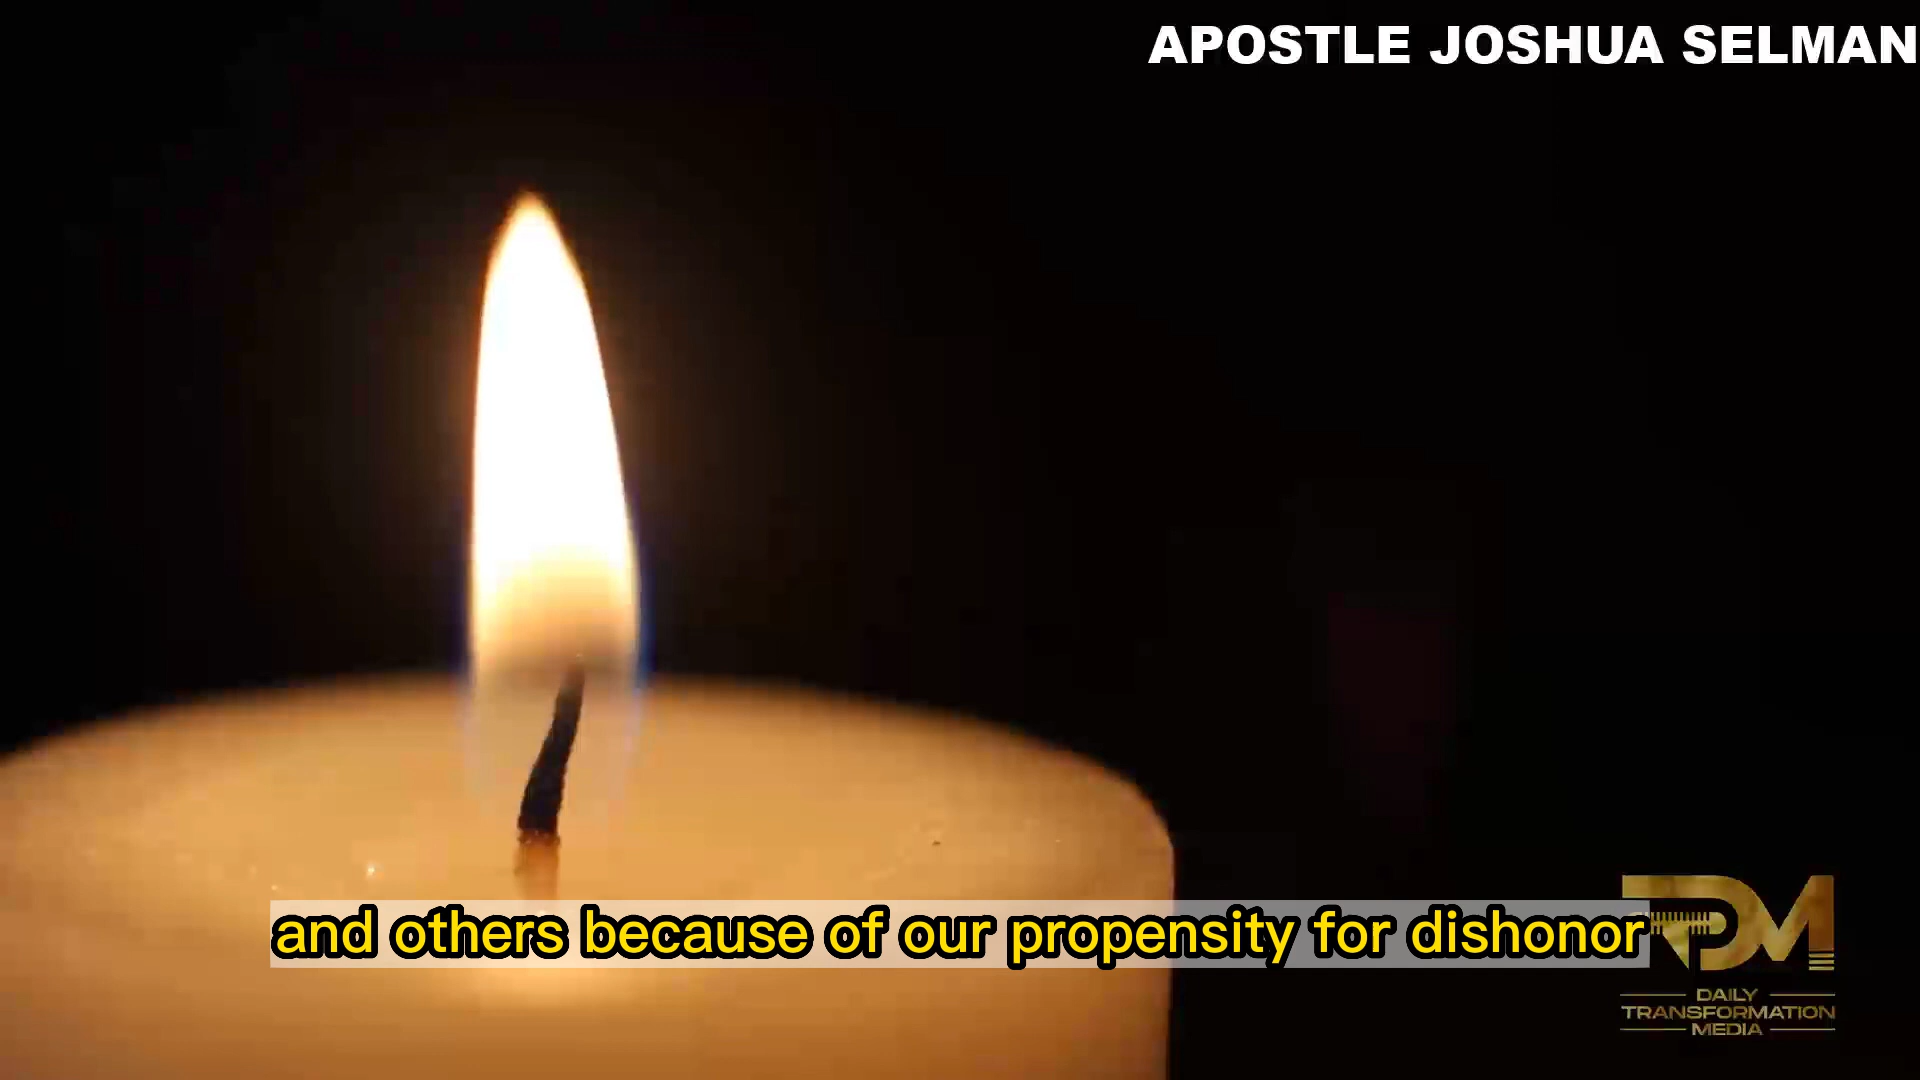 APOSTLE JOSHUA SELMAN
and others because of our propensity for dishonor
DAILY
TRANSFORMATION
MEDIA